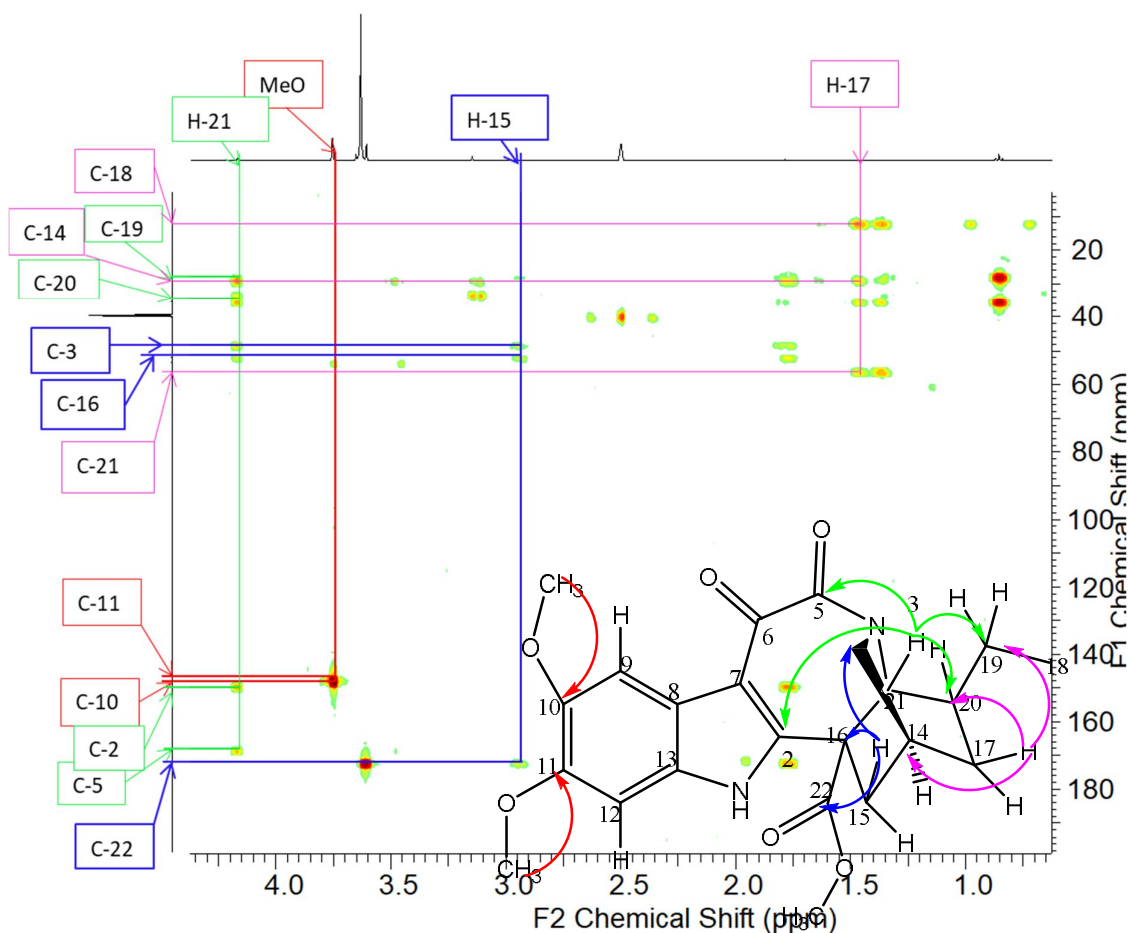 MeO
H-21
H-15
H-17
C-18
C-14
C-19
C-20
C-3
C-16
C-21
C-11
C-10
C-2
C-5
C-22
20
40
60
80
100
120
140
160
180
F1 Chemical Shift (ppm)
4.0 3.5 3.0 2.5 2.0 1.5 1.0
F2 Chemical Shift (ppm)
O
O
CH3
H
5
3
H
H
6
N
H
H
19
18
O
9
7
21
20
10
8
16
14
17
H
11
13
2
H
H
H
O
12
N
H
22
15
H
O
CH3
H
O
H3C